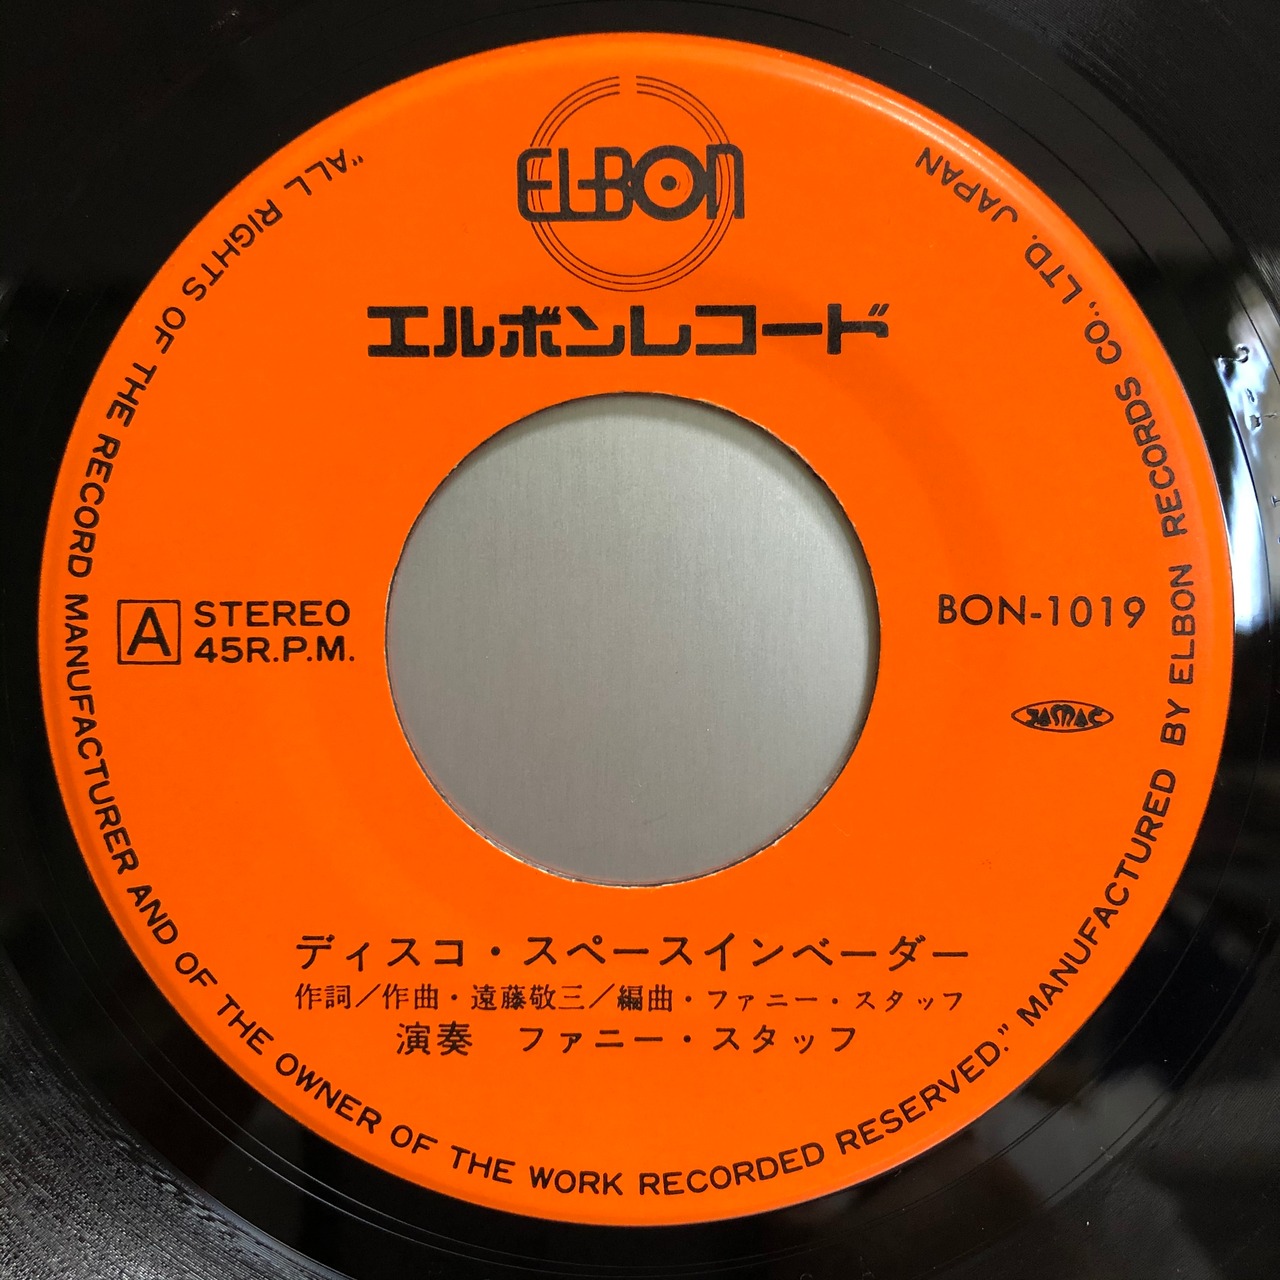 ELBON
エルボンレコード
A STEREO
45R.P.M.
BON-1019
ディスコ・スペースインベーダー
作詞/作曲・遠藤敬三/編曲・ファニー・スタッフ
演奏 ファニー・スタッフ
"ALL RIGHTS OF THE RECORD MANUFACTURER AND OF THE OWNER OF THE WORK RECORDED RESERVED." MANUFACTURED BY ELBON RECORDS CO., LTD. JAPAN